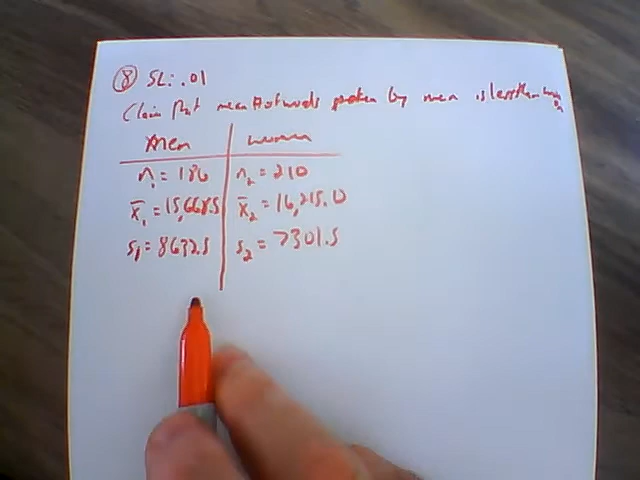 ⑧ SL: .01
Claim that mean # of words spoken by men is less than
Men women
n₁ = 186 n₂ = 210
x̄₁ = 15,668.5 x̄₂ = 16,215.0
s₁ = 8632.5 s₂ = 7301.5